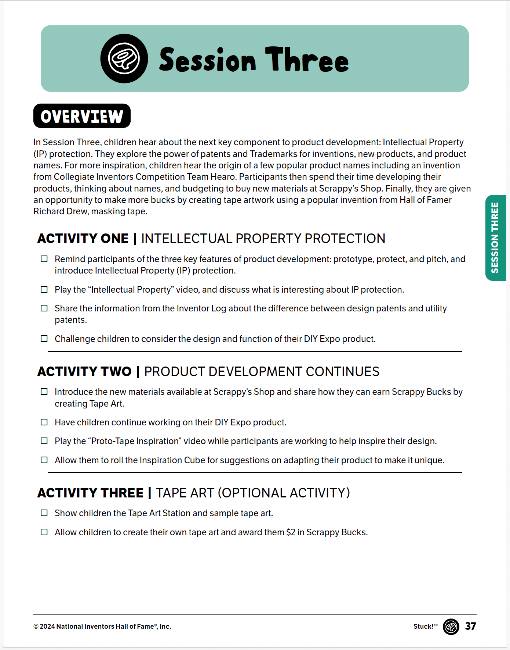 Session Three
OVERVIEW
In Session Three, children hear about the next key component to product development: Intellectual Property
(IP) protection. They explore the power of patents and Trademarks for inventions, new products, and product
names. For more inspiration, children hear the origin of a few popular product names including an invention
from Collegiate Inventors Competition Team Hearo. Participants then spend their time developing their
products, thinking about names, and budgeting to buy new materials at Scrappy's Shop. Finally, they are given
an opportunity to make more bucks by creating tape artwork using a popular invention from Hall of Famer
Richard Drew, masking tape.
SESSION THREE
ACTIVITY ONE | INTELLECTUAL PROPERTY PROTECTION
☐ Remind participants of the three key features of product development: prototype, protect, and pitch, and
introduce Intellectual Property (IP) protection.
☐ Play the "Intellectual Property" video, and discuss what is interesting about IP protection.
☐ Share the information from the Inventor Log about the difference between design patents and utility
patents.
☐ Challenge children to consider the design and function of their DIY Expo product.
ACTIVITY TWO | PRODUCT DEVELOPMENT CONTINUES
☐ Introduce the new materials available at Scrappy's Shop and share how they can earn Scrappy Bucks by
creating Tape Art.
☐ Have children continue working on their DIY Expo product.
☐ Play the "Proto-Tape Inspiration" video while participants are working to help inspire their design.
☐ Allow them to roll the Inspiration Cube for suggestions on adapting their product to make it unique.
ACTIVITY THREE | TAPE ART (OPTIONAL ACTIVITY)
☐ Show children the Tape Art Station and sample tape art.
☐ Allow children to create their own tape art and award them $2 in Scrappy Bucks.
© 2024 National Inventors Hall of Fame®, Inc.
Stuck!™ 37